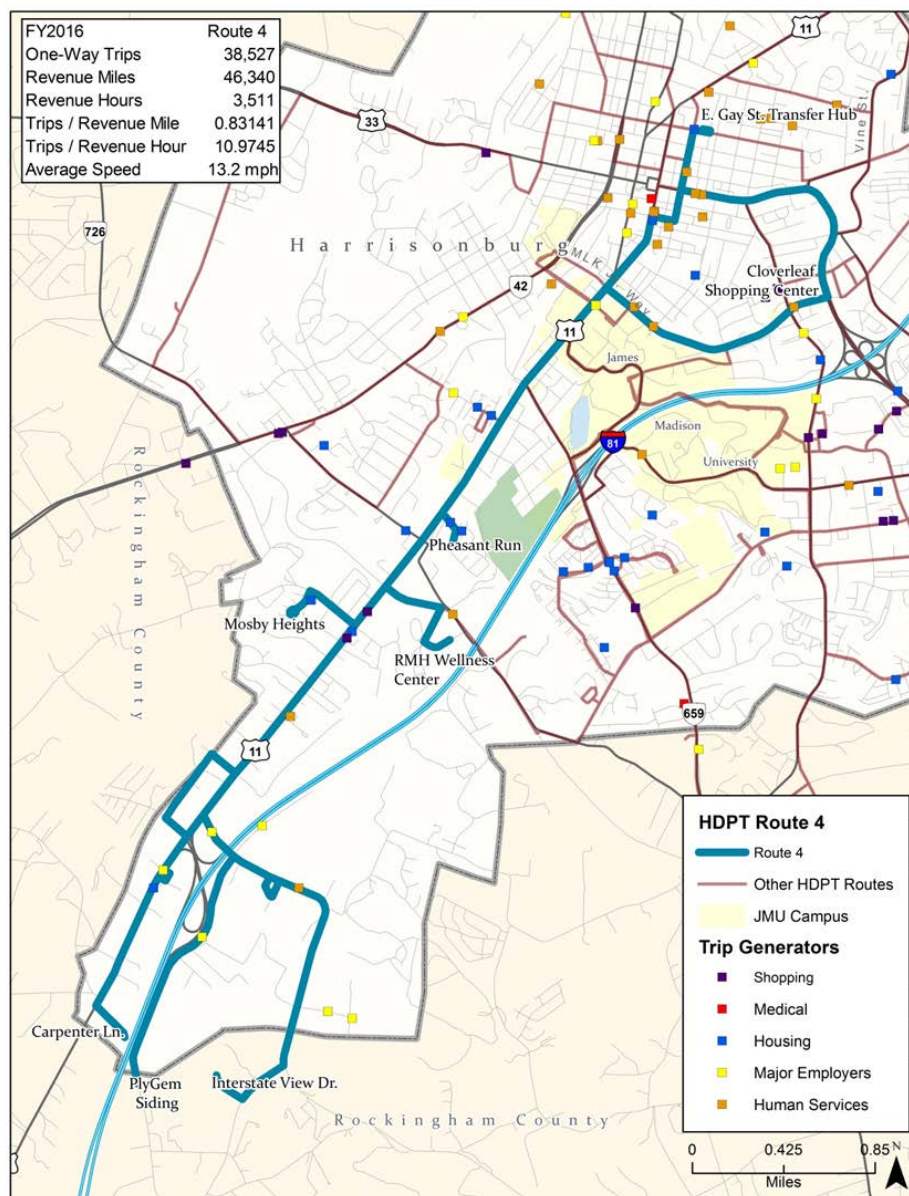 FY2016 Route 4
One-Way Trips 38,527
Revenue Miles 46,340
Revenue Hours 3,511
Trips / Revenue Mile 0.83141
Trips / Revenue Hour 10.9745
Average Speed 13.2 mph
11
33
E. Gay St. Transfer Hub
Vine St
726
Harrisonburg
MLK Jr. Way
42
Cloverleaf
Shopping Center
11
James
Madison
University
81
Rockingham County
Pheasant Run
Mosby Heights
RMH Wellness
Center
659
11
Carpenter Ln.
PlyGem
Siding
Interstate View Dr.
Rockingham County
HDPT Route 4
Route 4
Other HDPT Routes
JMU Campus
Trip Generators
Shopping
Medical
Housing
Major Employers
Human Services
0 0.425 0.85
Miles
N